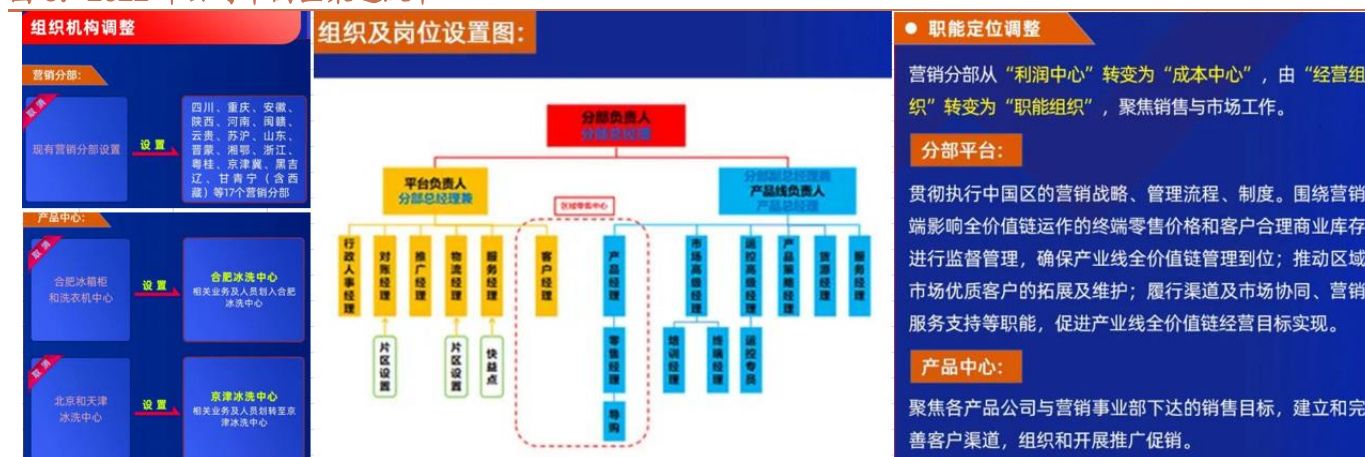 组织机构调整
营销分部:
取消
现有营销分部设置
设置
四川、重庆、安徽、
陕西、河南、闽赣、
云贵、苏沪、山东、
晋蒙、湘鄂、浙江、
粤桂、京津冀、黑吉
辽、甘青宁（含西
藏）等17个营销分部
产品中心:
取消
合肥冰箱柜
和洗衣机中心
设置
合肥冰洗中心
相关业务及人员划入合肥
冰洗中心
取消
北京和天津
冰洗中心
设置
京津冰洗中心
相关业务及人员划转至京
津冰洗中心
组织及岗位设置图:
分部负责人
分部总经理
平台负责人
分部总经理兼
分部副总经理兼
产品线负责人
产品总经理
区域零售中心
行政人事经理
对账经理
推广经理
物流经理
服务经理
客户经理
产品经理
市场高级经理
运控高级经理
产品策略经理
货源经理
服务经理
片区设置
片区设置
快益点
零售经理
培训经理
终端经理
运控专员
导购
职能定位调整
营销分部从“利润中心”转变为“成本中心”，由“经营组
织”转变为“职能组织”，聚焦销售与市场工作。
分部平台:
贯彻执行中国区的营销战略、管理流程、制度。围绕营销
端影响全价值链运作的终端零售价格和客户合理商业库存
进行监督管理，确保产业线全价值链管理到位；推动区域
市场优质客户的拓展及维护；履行渠道及市场协同、营销
服务支持等职能，促进产业线全价值链经营目标实现。
产品中心:
聚焦各产品公司与营销事业部下达的销售目标，建立和完
善客户渠道，组织和开展推广促销。